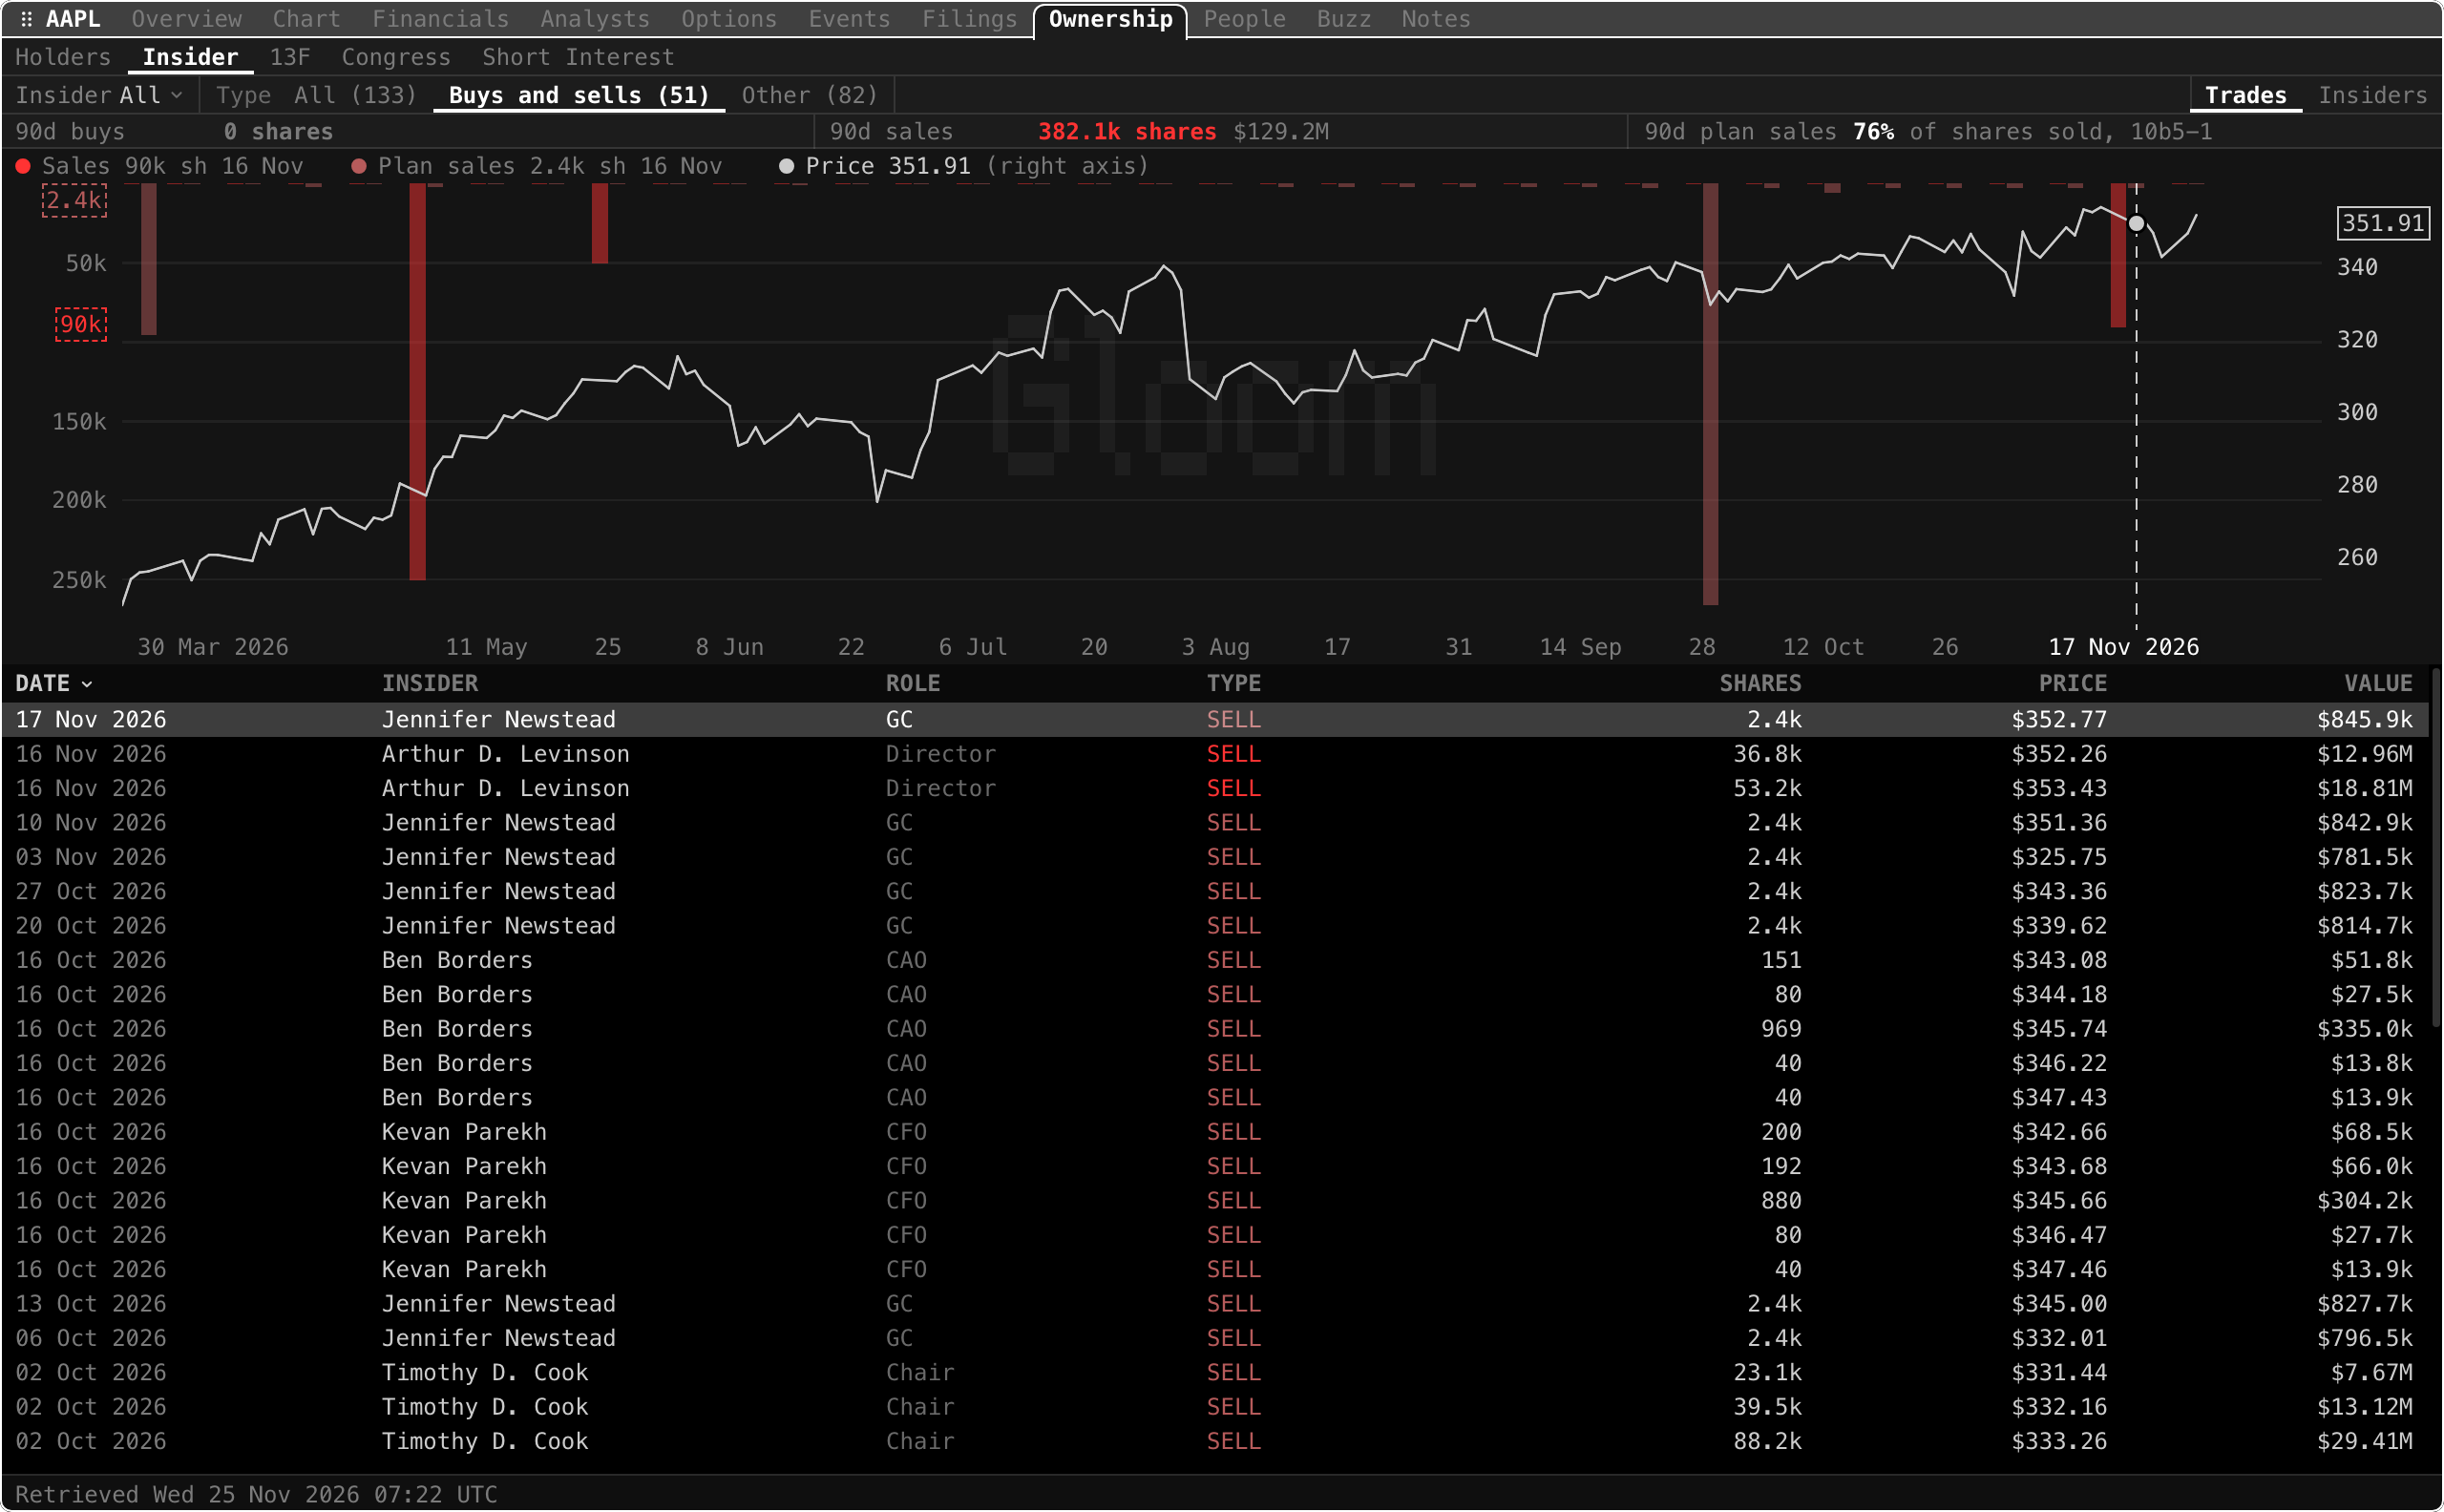 AAPL Overview Chart Financials Analysts Options Events Filings Ownership People Buzz Notes
Holders Insider 13F Congress Short Interest
Insider All Type All (133) Buys and sells (51) Other (82) Trades Insiders
90d buys 0 shares 90d sales 382.1k shares $129.2M 90d plan sales 76% of shares sold, 10b5-1
Sales 90k sh 16 Nov Plan sales 2.4k sh 16 Nov Price 351.91 (right axis)
2.4k
351.91
50k
340
90k
320
Gloom
150k
300
200k
280
250k
260
30 Mar 2026 11 May 25 8 Jun 22 6 Jul 20 3 Aug 17 31 14 Sep 28 12 Oct 26 17 Nov 2026
DATE INSIDER ROLE TYPE SHARES PRICE VALUE
17 Nov 2026 Jennifer Newstead GC SELL 2.4k $352.77 $845.9k
16 Nov 2026 Arthur D. Levinson Director SELL 36.8k $352.26 $12.96M
16 Nov 2026 Arthur D. Levinson Director SELL 53.2k $353.43 $18.81M
10 Nov 2026 Jennifer Newstead GC SELL 2.4k $351.36 $842.9k
03 Nov 2026 Jennifer Newstead GC SELL 2.4k $325.75 $781.5k
27 Oct 2026 Jennifer Newstead GC SELL 2.4k $343.36 $823.7k
20 Oct 2026 Jennifer Newstead GC SELL 2.4k $339.62 $814.7k
16 Oct 2026 Ben Borders CAO SELL 151 $343.08 $51.8k
16 Oct 2026 Ben Borders CAO SELL 80 $344.18 $27.5k
16 Oct 2026 Ben Borders CAO SELL 969 $345.74 $335.0k
16 Oct 2026 Ben Borders CAO SELL 40 $346.22 $13.8k
16 Oct 2026 Ben Borders CAO SELL 40 $347.43 $13.9k
16 Oct 2026 Kevan Parekh CFO SELL 200 $342.66 $68.5k
16 Oct 2026 Kevan Parekh CFO SELL 192 $343.68 $66.0k
16 Oct 2026 Kevan Parekh CFO SELL 880 $345.66 $304.2k
16 Oct 2026 Kevan Parekh CFO SELL 80 $346.47 $27.7k
16 Oct 2026 Kevan Parekh CFO SELL 40 $347.46 $13.9k
13 Oct 2026 Jennifer Newstead GC SELL 2.4k $345.00 $827.7k
06 Oct 2026 Jennifer Newstead GC SELL 2.4k $332.01 $796.5k
02 Oct 2026 Timothy D. Cook Chair SELL 23.1k $331.44 $7.67M
02 Oct 2026 Timothy D. Cook Chair SELL 39.5k $332.16 $13.12M
02 Oct 2026 Timothy D. Cook Chair SELL 88.2k $333.26 $29.41M
Retrieved Wed 25 Nov 2026 07:22 UTC